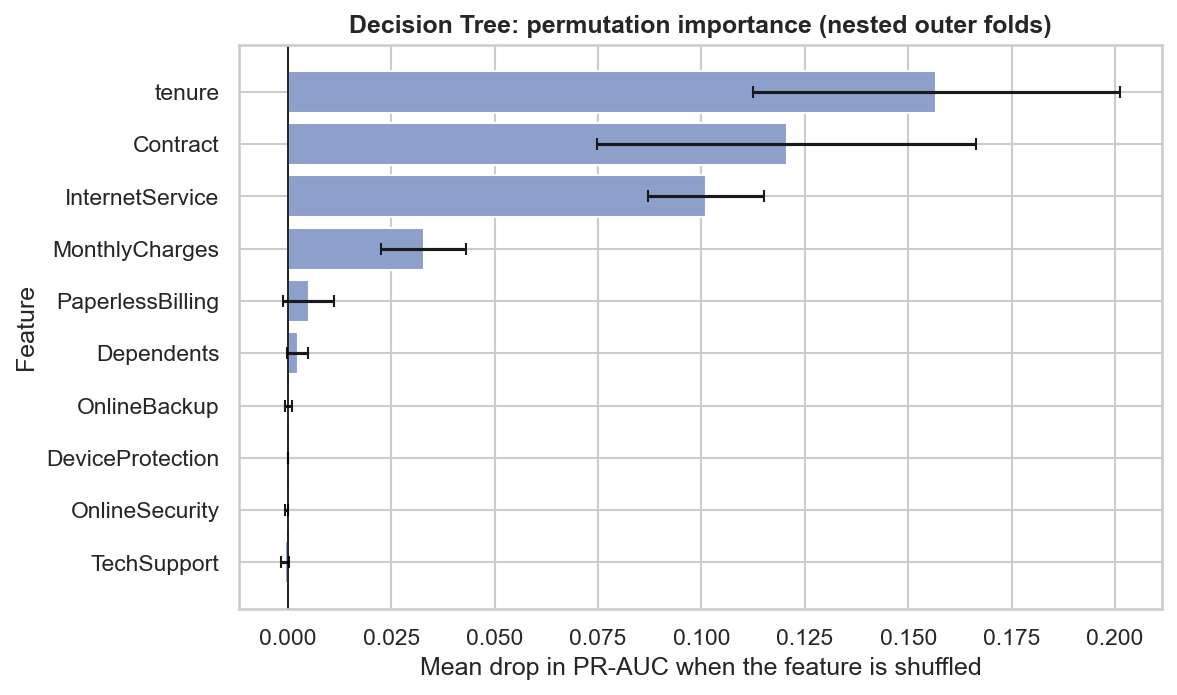 Decision Tree: permutation importance (nested outer folds)
Feature
tenure
Contract
InternetService
MonthlyCharges
PaperlessBilling
Dependents
OnlineBackup
DeviceProtection
OnlineSecurity
TechSupport
0.000 0.025 0.050 0.075 0.100 0.125 0.150 0.175 0.200
Mean drop in PR-AUC when the feature is shuffled